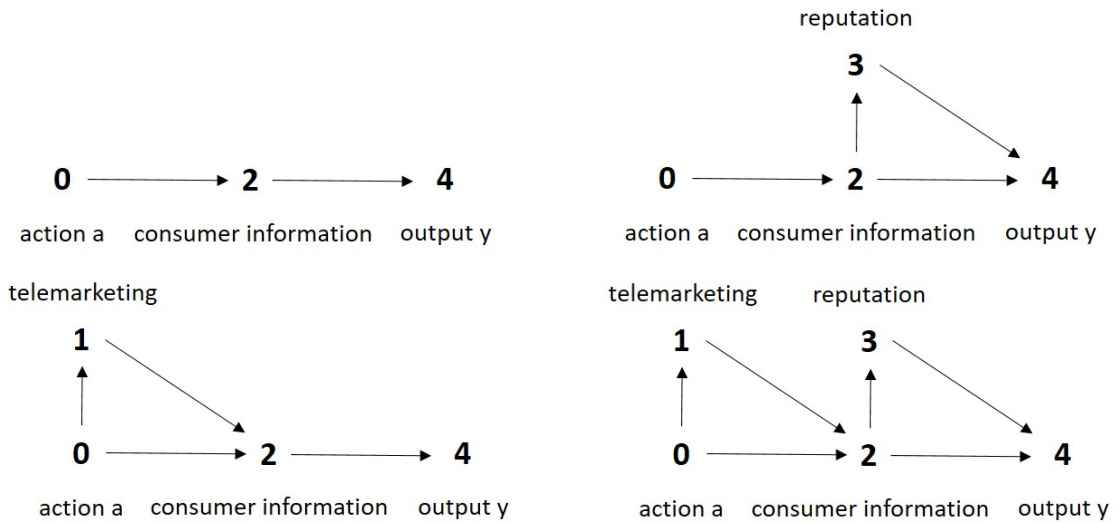 0 2 4
action a consumer information output y
reputation
3
0 2 4
action a consumer information output y
telemarketing
1
0 2 4
action a consumer information output y
telemarketing reputation
1 3
0 2 4
action a consumer information output y